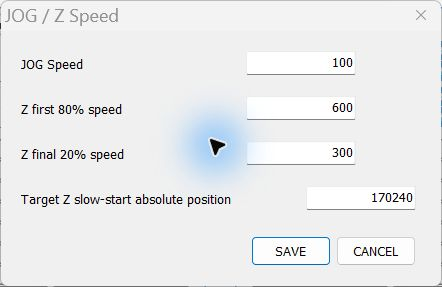 JOG / Z Speed
JOG Speed 100
Z first 80% speed 600
Z final 20% speed 300
Target Z slow-start absolute position 170240
SAVE CANCEL